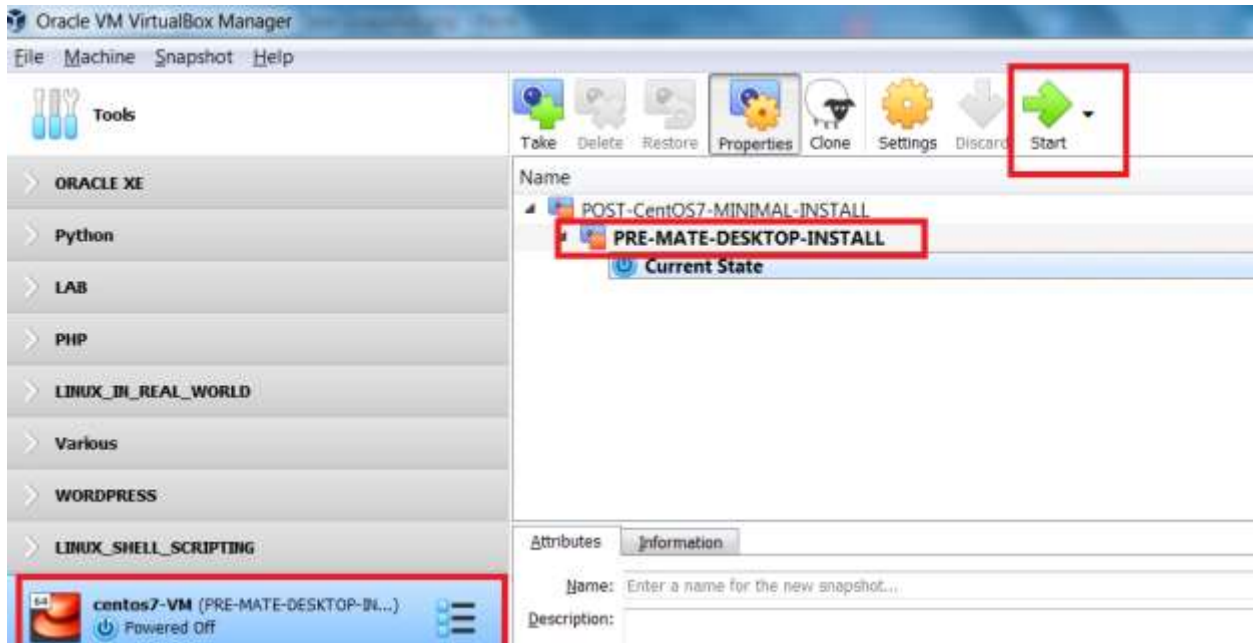 Oracle VM VirtualBox Manager
File Machine Snapshot Help
Tools
Take Delete Restore Properties Clone Settings Discard Start
ORACLE XE
Python
LAB
PHP
LINUX_IN_REAL_WORLD
Various
WORDPRESS
LINUX_SHELL_SCRIPTING
64
centos7-VM (PRE-MATE-DESKTOP-IN...)
Powered Off
Name
POST-CentOS7-MINIMAL-INSTALL
PRE-MATE-DESKTOP-INSTALL
Current State
Attributes Information
Name: Enter a name for the new snapshot...
Description: